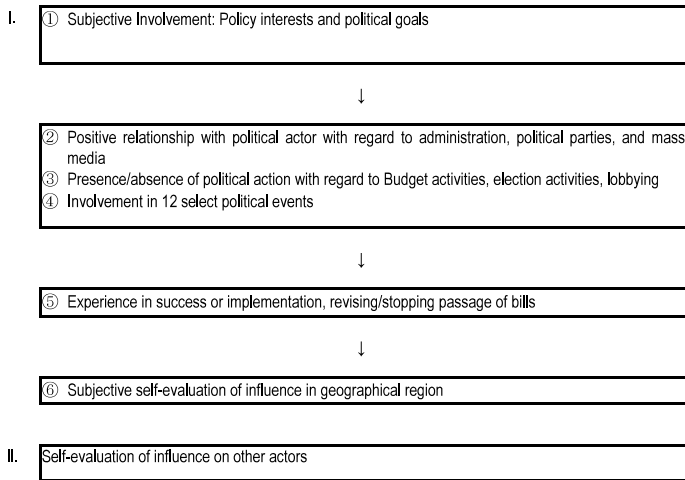 I. ① Subjective Involvement: Policy interests and political goals
↓
② Positive relationship with political actor with regard to administration, political parties, and mass
media
③ Presence/absence of political action with regard to Budget activities, election activities, lobbying
④ Involvement in 12 select political events
↓
⑤ Experience in success or implementation, revising/stopping passage of bills
↓
⑥ Subjective self-evaluation of influence in geographical region
II. Self-evaluation of influence on other actors